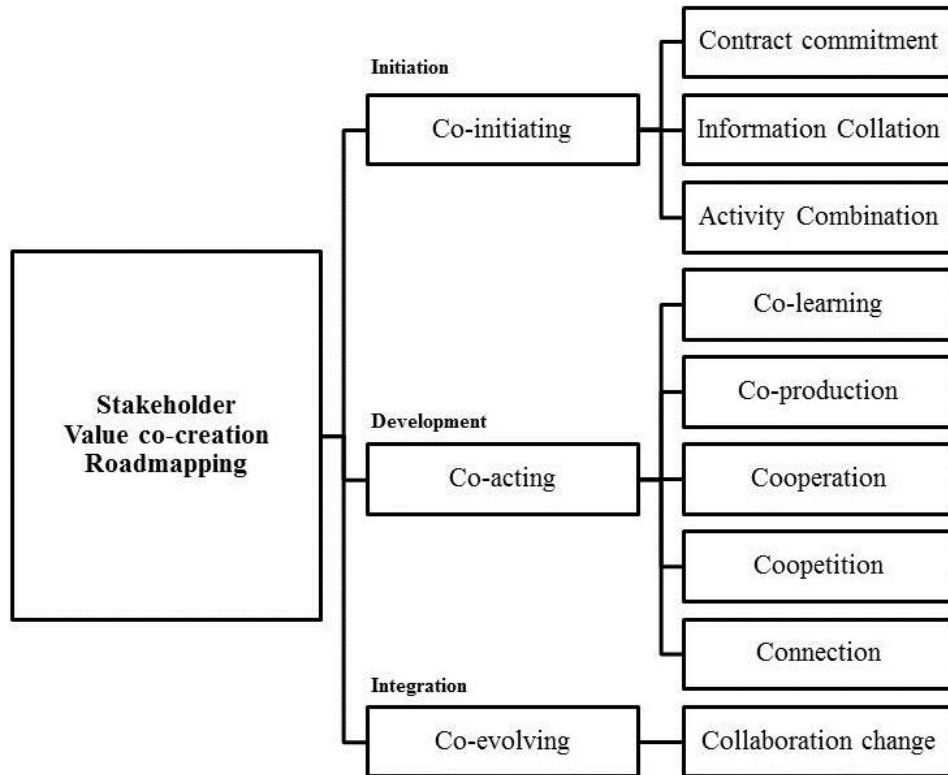 Stakeholder
Value co-creation
Roadmapping
Initiation
Co-initiating
Contract commitment
Information Collation
Activity Combination
Development
Co-acting
Co-learning
Co-production
Cooperation
Coopetition
Connection
Integration
Co-evolving
Collaboration change